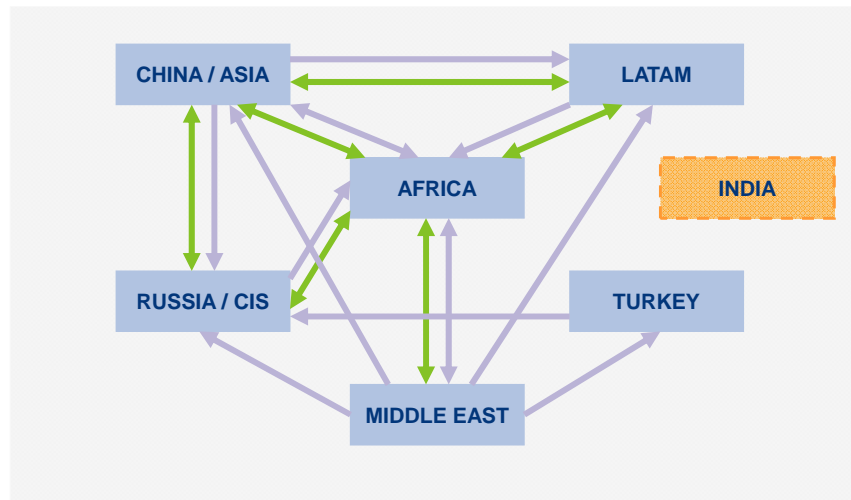 CHINA / ASIA
LATAM
AFRICA
INDIA
RUSSIA / CIS
TURKEY
MIDDLE EAST